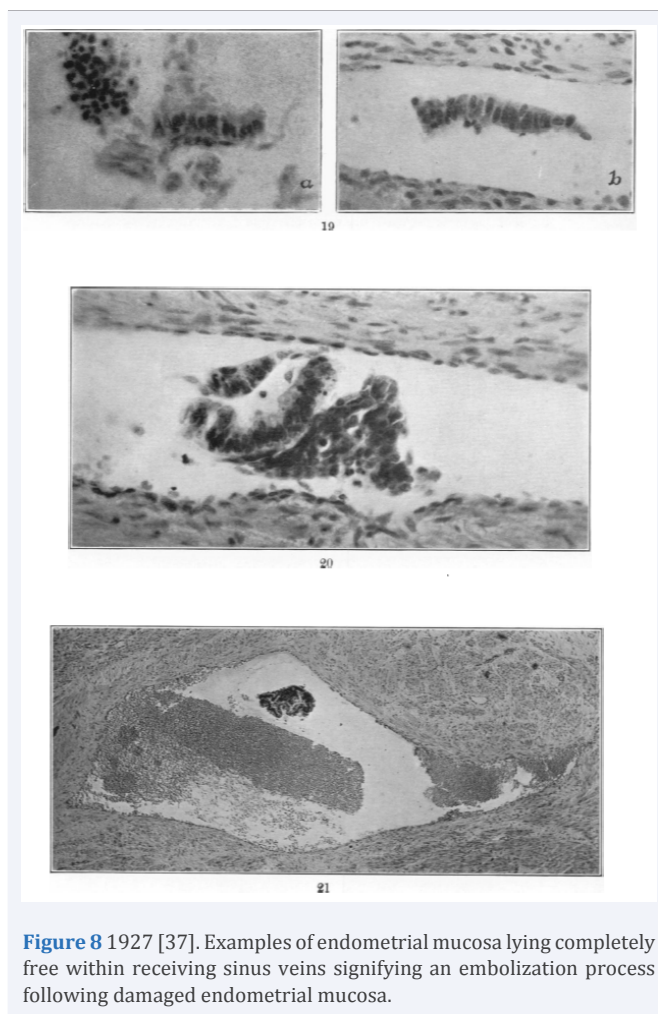 a
b
19
20
21
Figure 8 1927 [37]. Examples of endometrial mucosa lying completely
free within receiving sinus veins signifying an embolization process
following damaged endometrial mucosa.